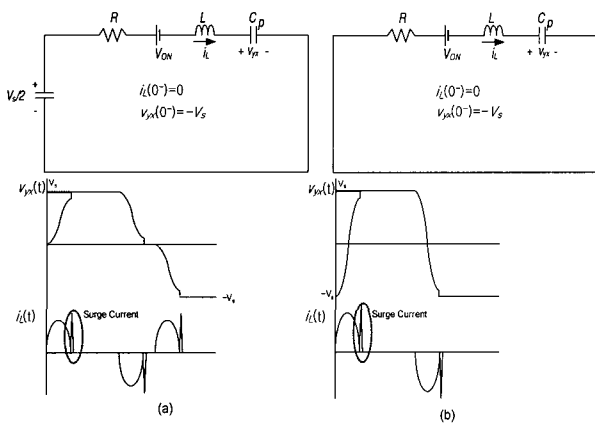 R
L
Cp
VON
iL
+ vyx -
+
Vs/2
-
iL(0⁻)=0
vyx(0⁻)=−Vs
R
L
Cp
VON
iL
+ vyx -
iL(0⁻)=0
vyx(0⁻)=−Vs
vyx(t)
Vs
−Vs
iL(t)
Surge Current
(a)
vyx(t)
Vs
−Vs
iL(t)
Surge Current
(b)